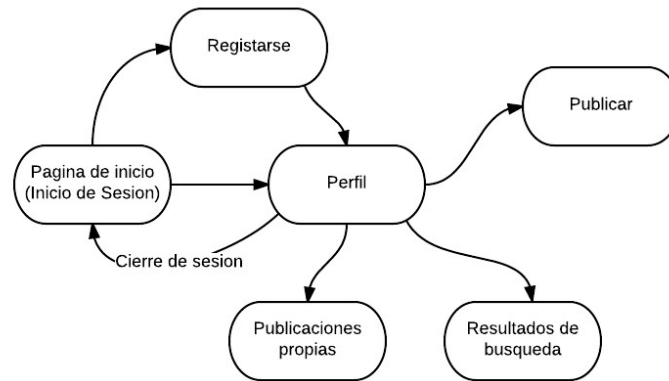 Registarse
Publicar
Pagina de inicio
(Inicio de Sesion)
Perfil
Cierre de sesion
Publicaciones
propias
Resultados de
busqueda